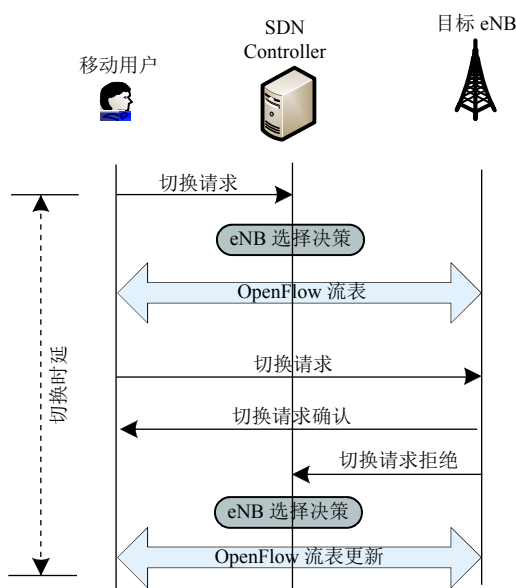 SDN
Controller
目标 eNB
移动用户
切换请求
eNB 选择决策
OpenFlow 流表
切换请求
切换时延
切换请求确认
切换请求拒绝
eNB 选择决策
OpenFlow 流表更新